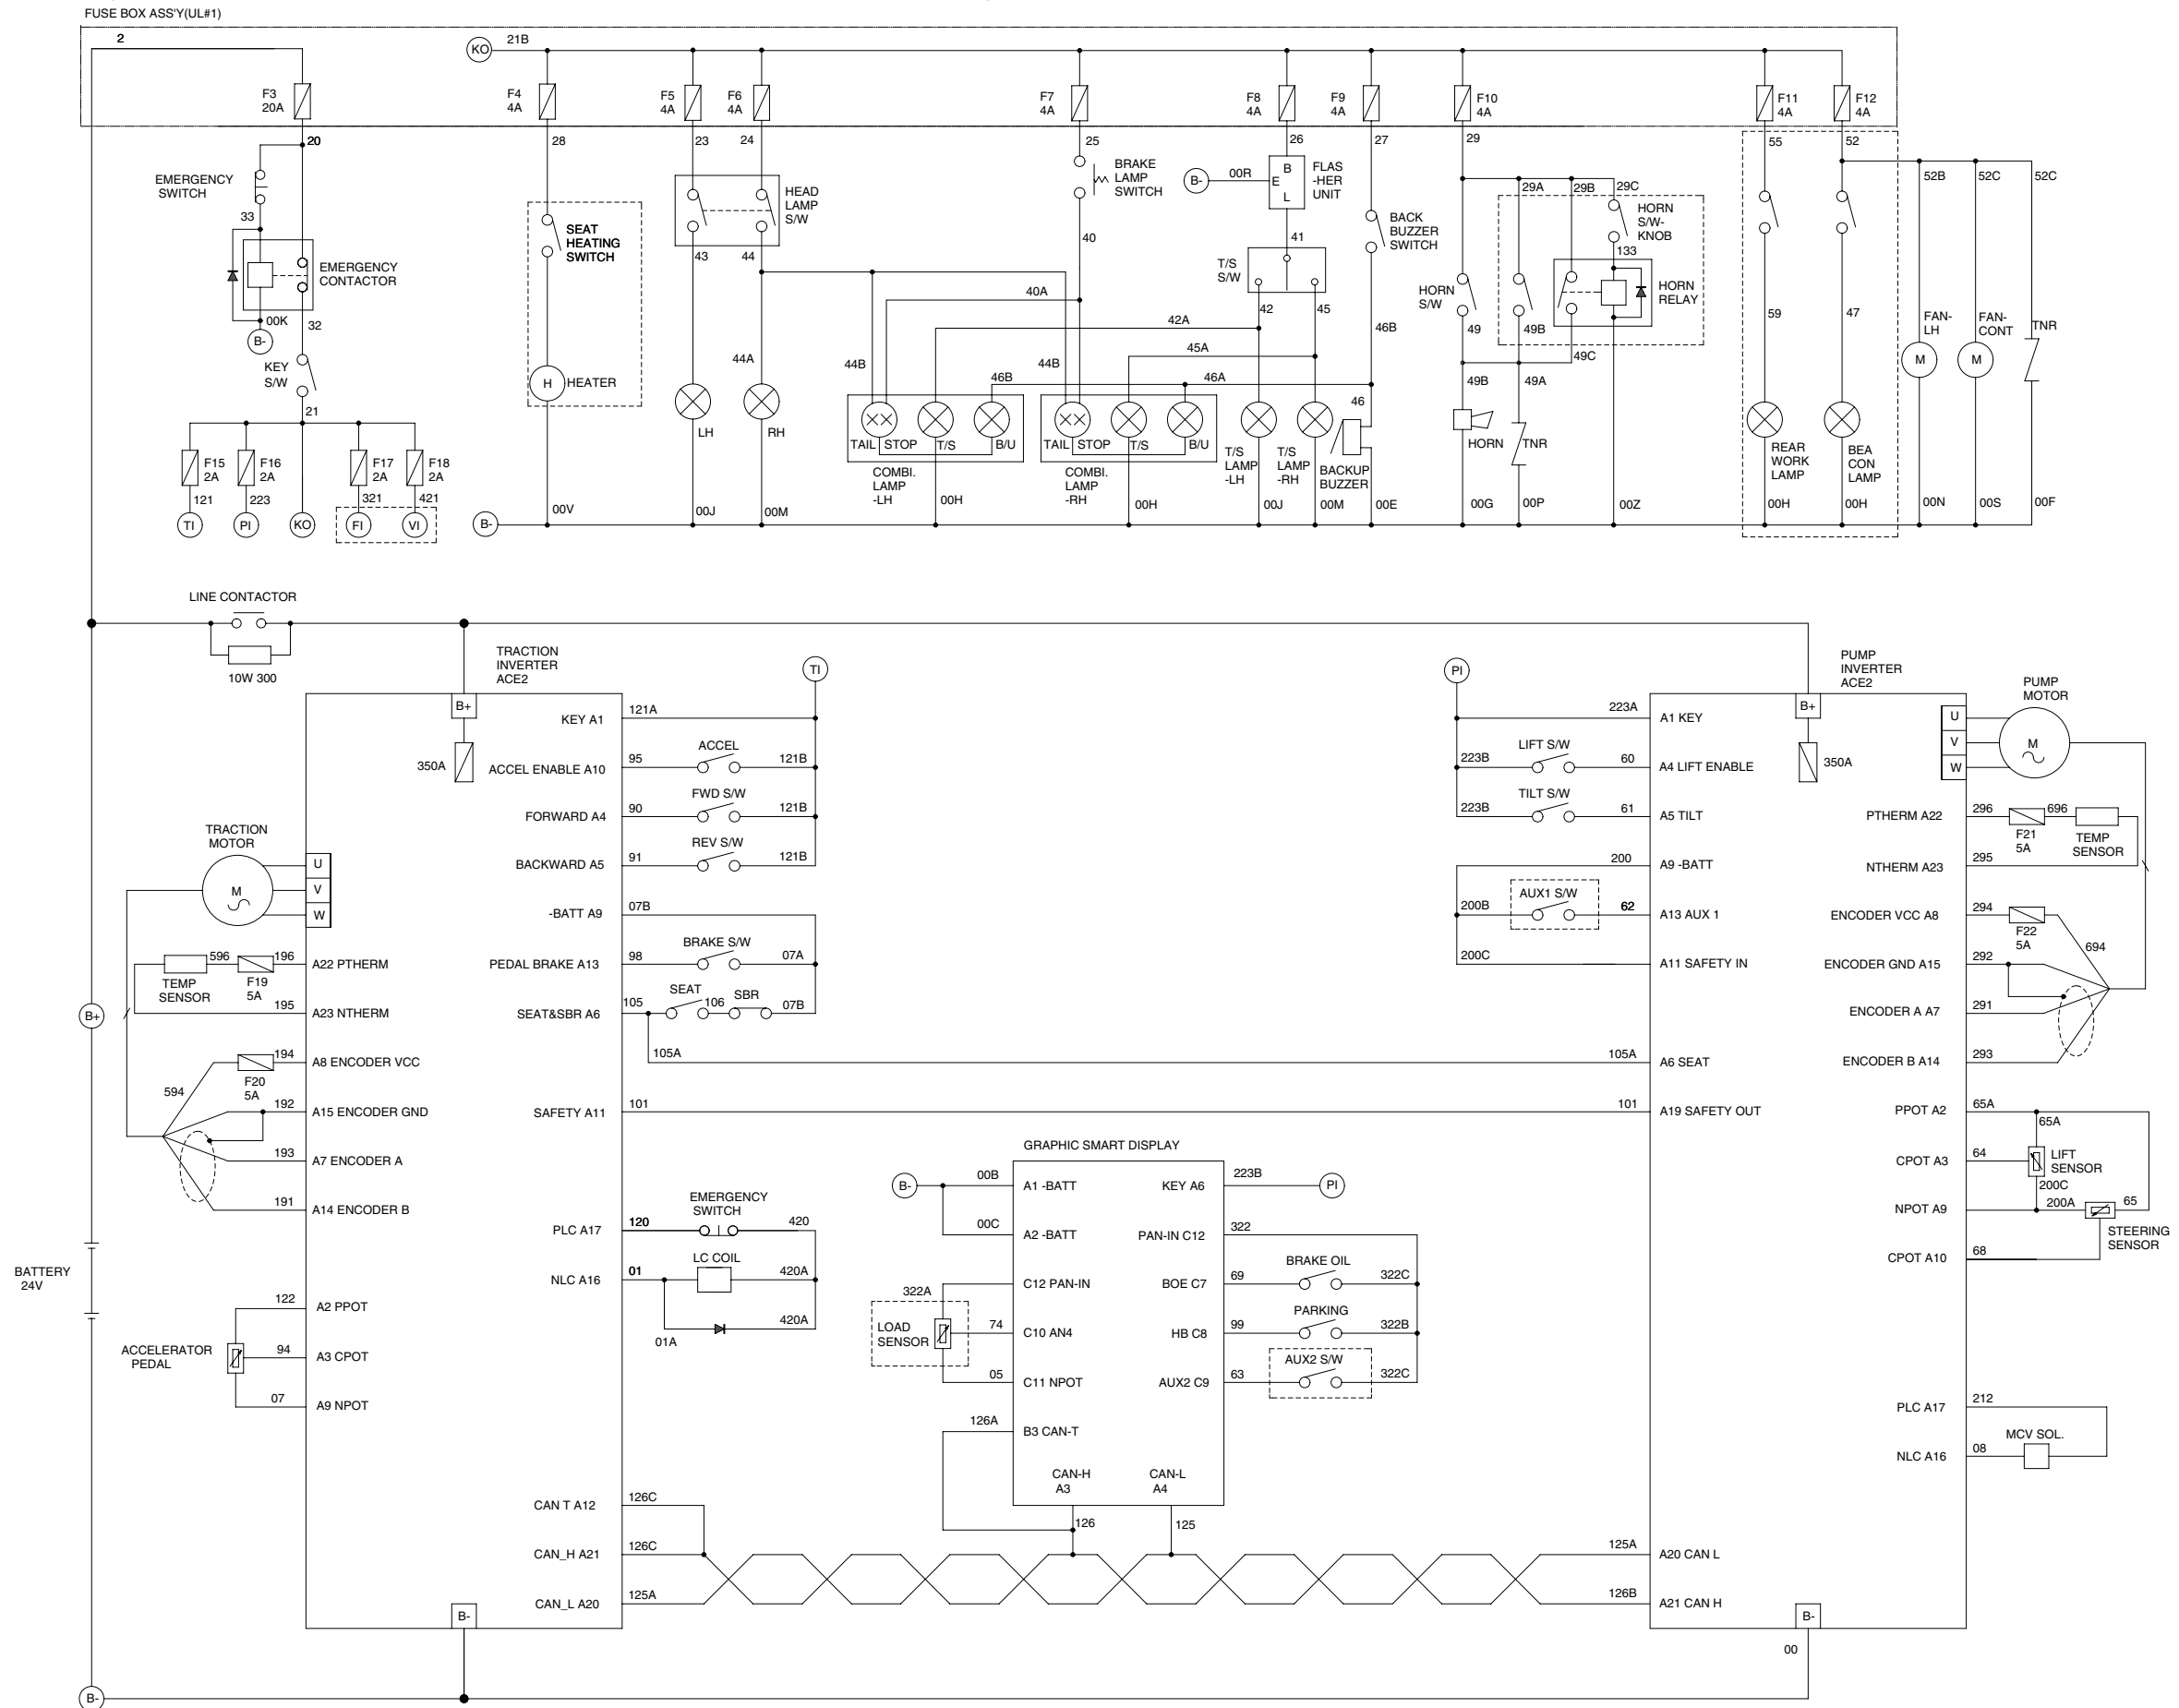 FUSE BOX ASS'Y(UL#1)
2
KO
21B
F3
20A
F4
4A
F5
4A
F6
4A
F7
4A
F8
4A
F9
4A
F10
4A
F11
4A
F12
4A
20
28
23
24
25
26
27
29
55
52
EMERGENCY
SWITCH
33
EMERGENCY
CONTACTOR
00K
B-
32
KEY
S/W
21
F15
2A
F16
2A
F17
2A
F18
2A
121
223
321
421
TI
PI
KO
FI
VI
SEAT
HEATING
SWITCH
H
HEATER
00V
B-
HEAD
LAMP
S/W
43
44
44A
LH
RH
00J
00M
BRAKE
LAMP
SWITCH
40
40A
42A
45A
44B
44B
46B
46A
TAIL
STOP
T/S
B/U
COMBI.
LAMP
-LH
00H
TAIL
STOP
T/S
B/U
COMBI.
LAMP
-RH
00H
B-
00R
B
E
L
FLAS
-HER
UNIT
41
T/S
S/W
42
45
T/S
LAMP
-LH
T/S
LAMP
-RH
00J
00M
BACK
BUZZER
SWITCH
46B
46
BACKUP
BUZZER
00E
29A
29B
29C
HORN
S/W-
KNOB
133
HORN
RELAY
HORN
S/W
49
49B
49C
49B
49A
HORN
TNR
00G
00P
00Z
59
47
REAR
WORK
LAMP
BEA
CON
LAMP
00H
00H
52B
52C
52C
FAN-
LH
FAN-
CONT
TNR
M
M
00N
00S
00F
LINE CONTACTOR
10W 300
B+
BATTERY
24V
B-
TRACTION
INVERTER
ACE2
B+
350A
TRACTION
MOTOR
M
U
V
W
596
196
TEMP
SENSOR
F19
5A
195
194
F20
5A
594
192
193
191
A22 PTHERM
A23 NTHERM
A8 ENCODER VCC
A15 ENCODER GND
A7 ENCODER A
A14 ENCODER B
122
94
07
ACCELERATOR
PEDAL
A2 PPOT
A3 CPOT
A9 NPOT
KEY A1
ACCEL ENABLE A10
FORWARD A4
BACKWARD A5
-BATT A9
PEDAL BRAKE A13
SEAT&SBR A6
SAFETY A11
PLC A17
NLC A16
CAN T A12
CAN_H A21
CAN_L A20
B-
TI
121A
95
ACCEL
121B
90
FWD S/W
121B
91
REV S/W
121B
07B
BRAKE S/W
98
07A
105
SEAT
106
SBR
07B
105A
105A
101
101
EMERGENCY
SWITCH
120
420
LC COIL
01
420A
01A
420A
126C
126C
125A
GRAPHIC SMART DISPLAY
B-
00B
00C
A1 -BATT
A2 -BATT
C12 PAN-IN
C10 AN4
C11 NPOT
B3 CAN-T
322A
LOAD
SENSOR
74
05
126A
CAN-H
A3
CAN-L
A4
126
125
KEY A6
PAN-IN C12
BOE C7
HB C8
AUX2 C9
223B
PI
322
BRAKE OIL
69
322C
PARKING
99
322B
AUX2 S/W
63
322C
PUMP
INVERTER
ACE2
B+
350A
PI
223A
LIFT S/W
223B
60
TILT S/W
223B
61
200
AUX1 S/W
200B
62
200C
A1 KEY
A4 LIFT ENABLE
A5 TILT
A9 -BATT
A13 AUX 1
A11 SAFETY IN
A6 SEAT
A19 SAFETY OUT
A20 CAN L
A21 CAN H
125A
126B
B-
00
PUMP
MOTOR
M
U
V
W
PTHERM A22
NTHERM A23
ENCODER VCC A8
ENCODER GND A15
ENCODER A A7
ENCODER B A14
PPOT A2
CPOT A3
NPOT A9
CPOT A10
PLC A17
NLC A16
296
696
F21
5A
TEMP
SENSOR
295
294
F22
5A
694
292
291
293
65A
65A
64
LIFT
SENSOR
200C
200A
65
STEERING
SENSOR
68
212
MCV SOL.
08